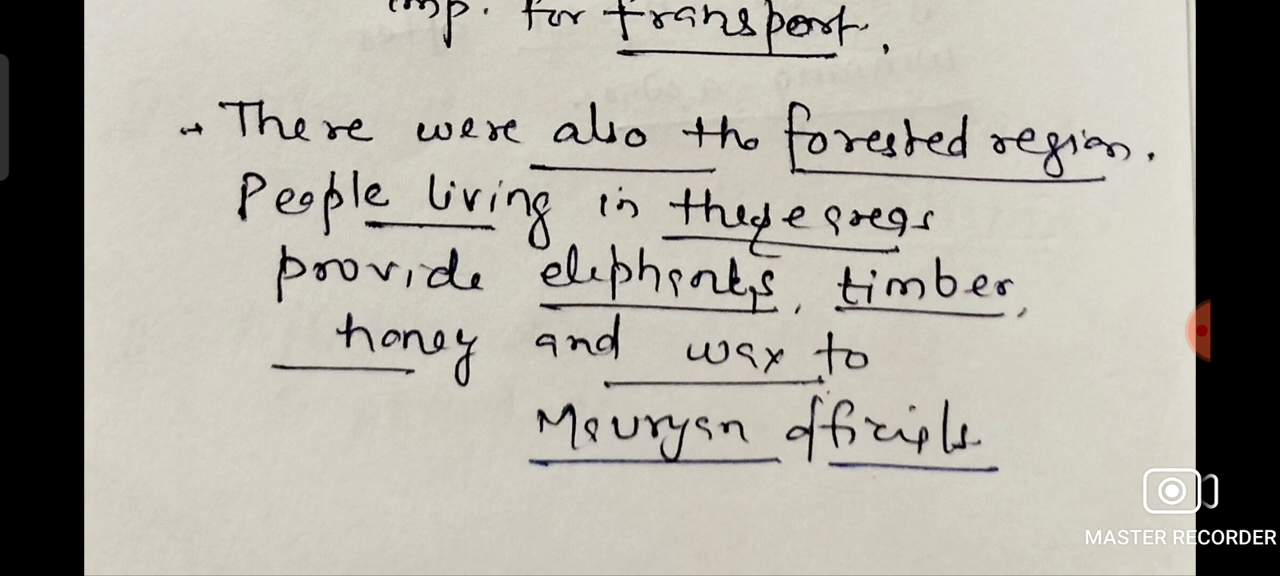 imp. for transport.
→ There were also the forested region.
People living in these areas
provide elephants, timber,
honey and wax to
Mauryan officials
MASTER RECORDER